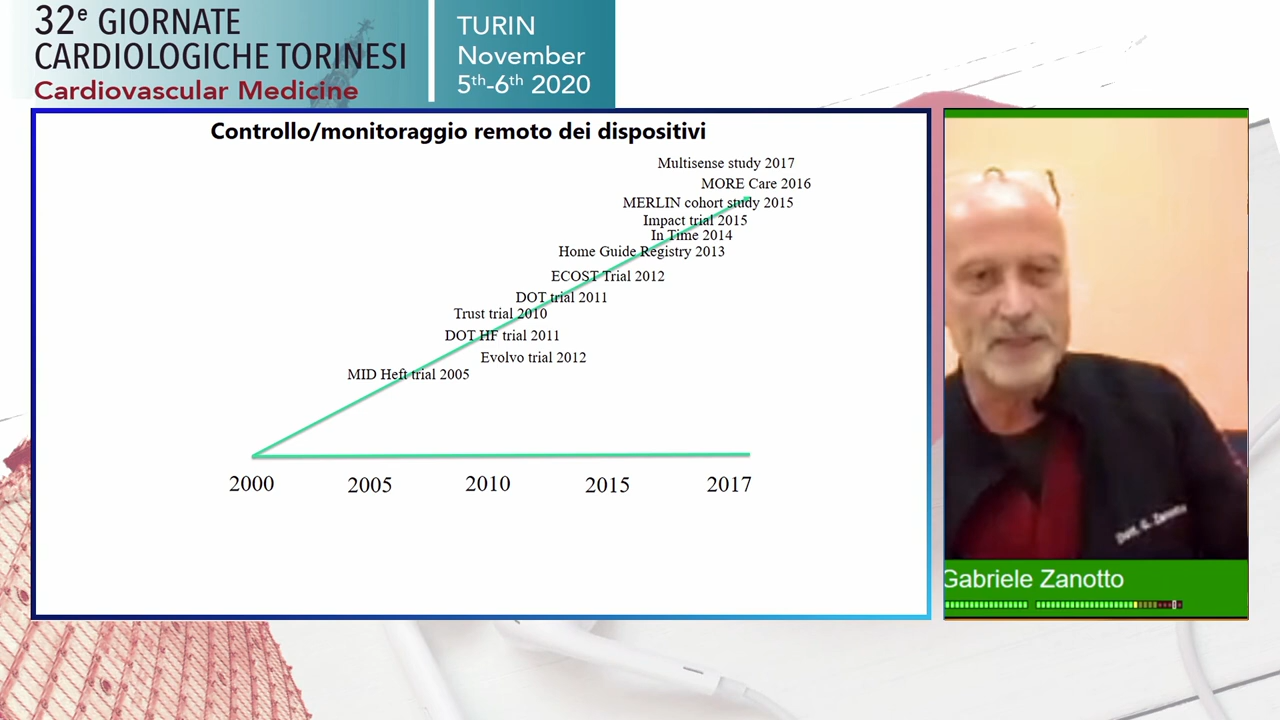 32e GIORNATE
CARDIOLOGICHE TORINESI
Cardiovascular Medicine
TURIN
November
5th-6th 2020
Controllo/monitoraggio remoto dei dispositivi
Multisense study 2017
MORE Care 2016
MERLIN cohort study 2015
Impact trial 2015
In Time 2014
Home Guide Registry 2013
ECOST Trial 2012
DOT trial 2011
Trust trial 2010
DOT HF trial 2011
Evolvo trial 2012
MID Heft trial 2005
2000 2005 2010 2015 2017
Dott. G. Zanotto
Gabriele Zanotto